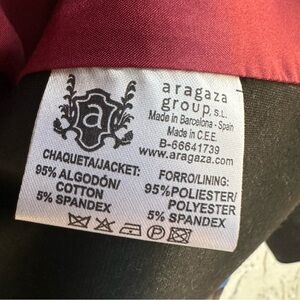 a
aragaza
group, S.L.
Made in Barcelona - Spain
Made in C.E.E.
B-66641739
www.aragaza.com
CHAQUETA/JACKET:
95% ALGODÓN/
COTTON
5% SPANDEX
FORRO/LINING:
95% POLIESTER/
POLYESTER
5% SPANDEX